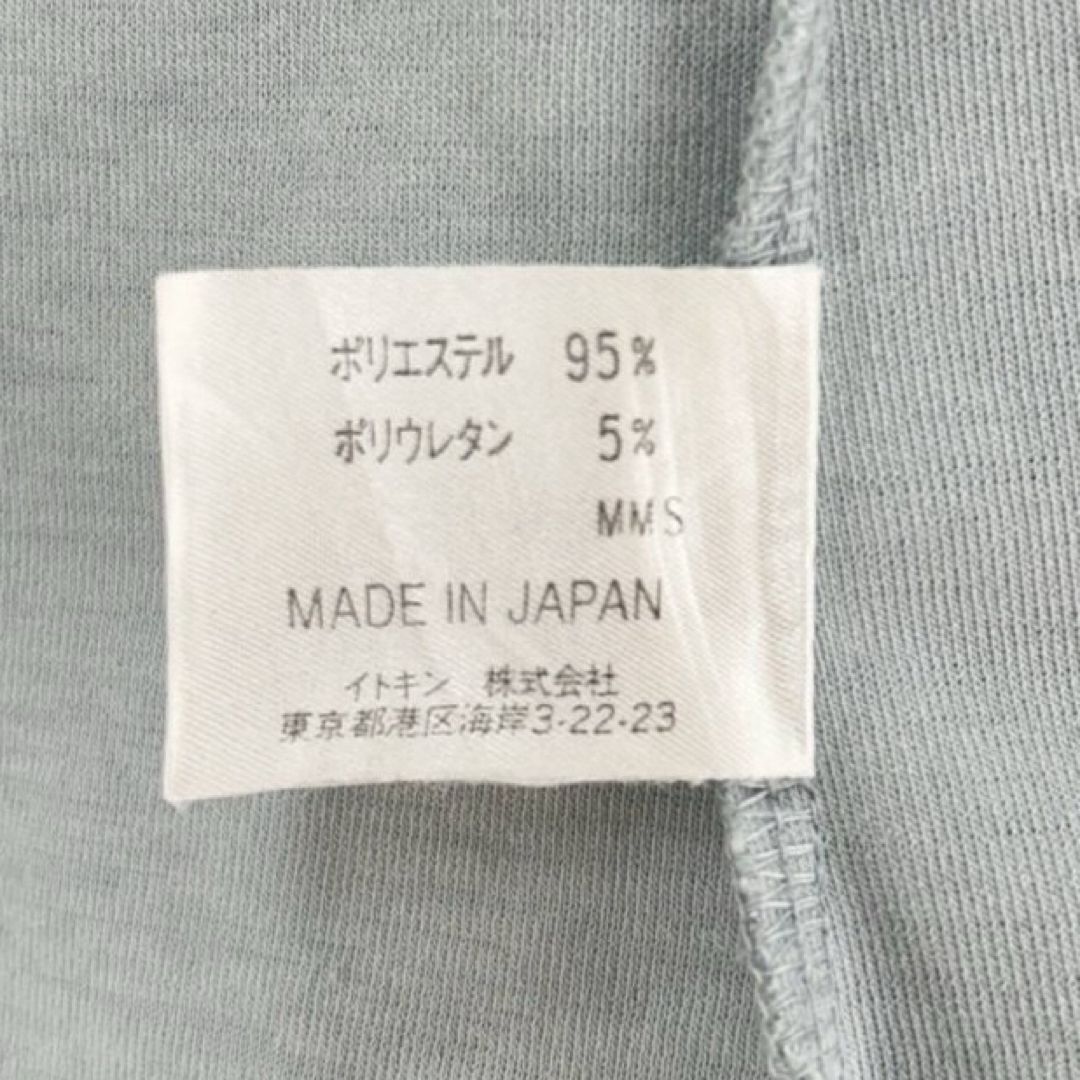 ポリエステル 95%
ポリウレタン 5%
MMS
MADE IN JAPAN
イトキン 株式会社
東京都港区海岸3-22-23